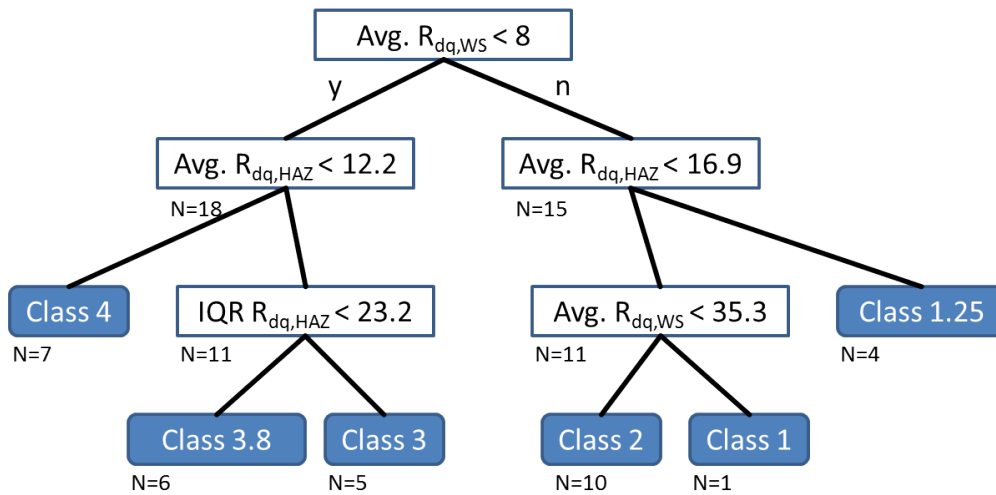 Avg. Rdq,WS < 8
y
n
Avg. Rdq,HAZ < 12.2
Avg. Rdq,HAZ < 16.9
N=18
N=15
Class 4
IQR Rdq,HAZ < 23.2
Avg. Rdq,WS < 35.3
Class 1.25
N=7
N=11
N=11
N=4
Class 3.8
Class 3
Class 2
Class 1
N=6
N=5
N=10
N=1